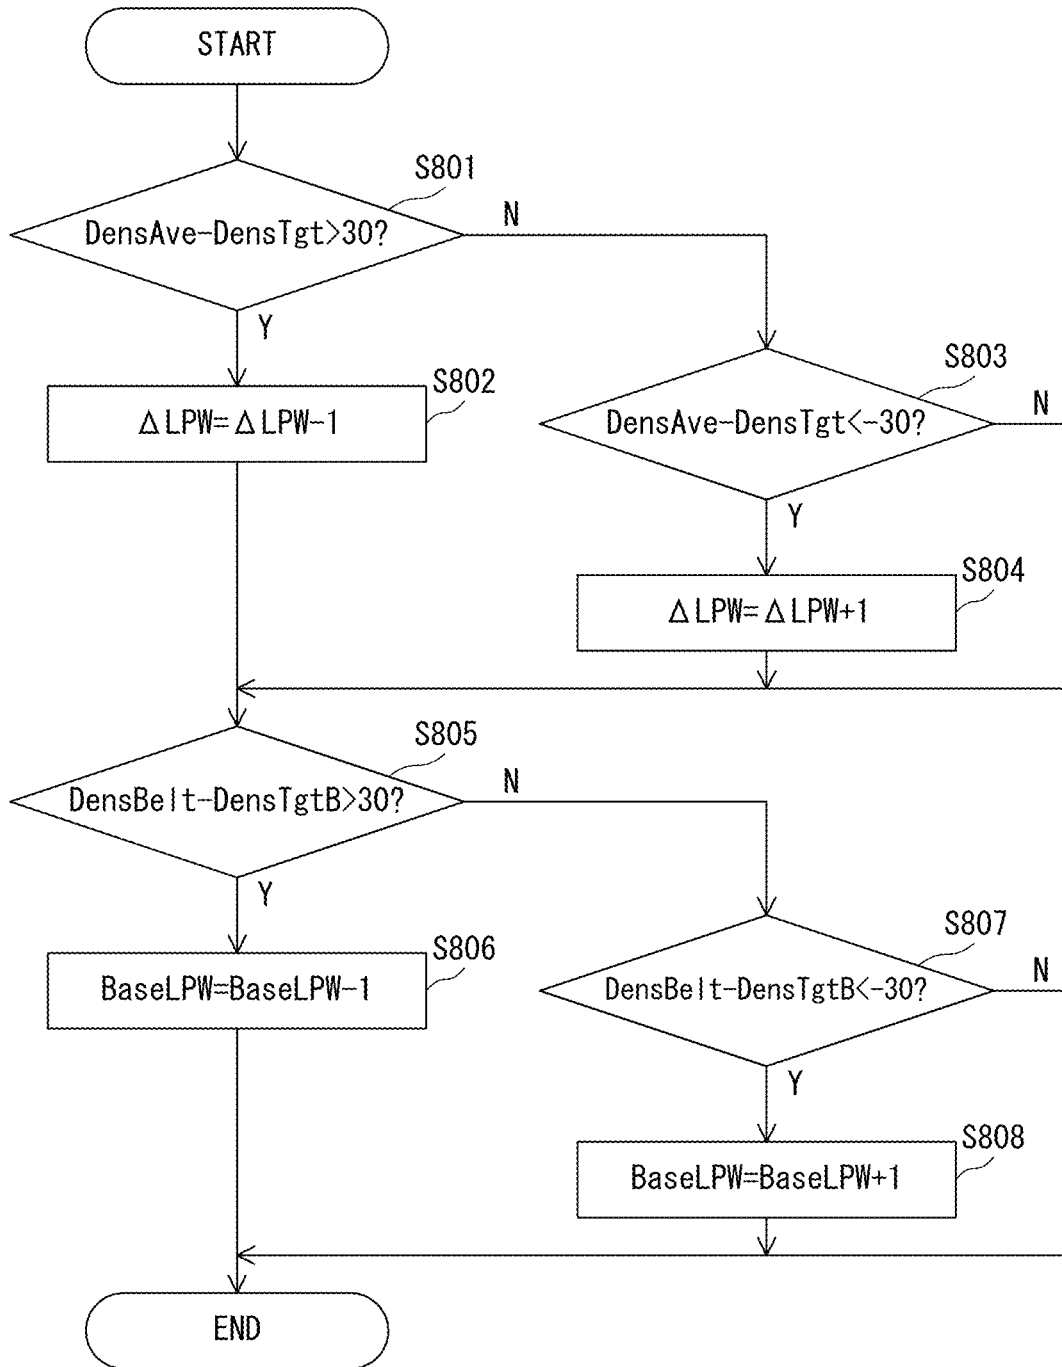 START
S801
DensAve-DensTgt>30?
N
Y
S802
ΔLPW=ΔLPW-1
S803
DensAve-DensTgt<-30?
N
Y
S804
ΔLPW=ΔLPW+1
S805
DensBelt-DensTgtB>30?
N
Y
S806
BaseLPW=BaseLPW-1
S807
DensBelt-DensTgtB<-30?
N
Y
S808
BaseLPW=BaseLPW+1
END